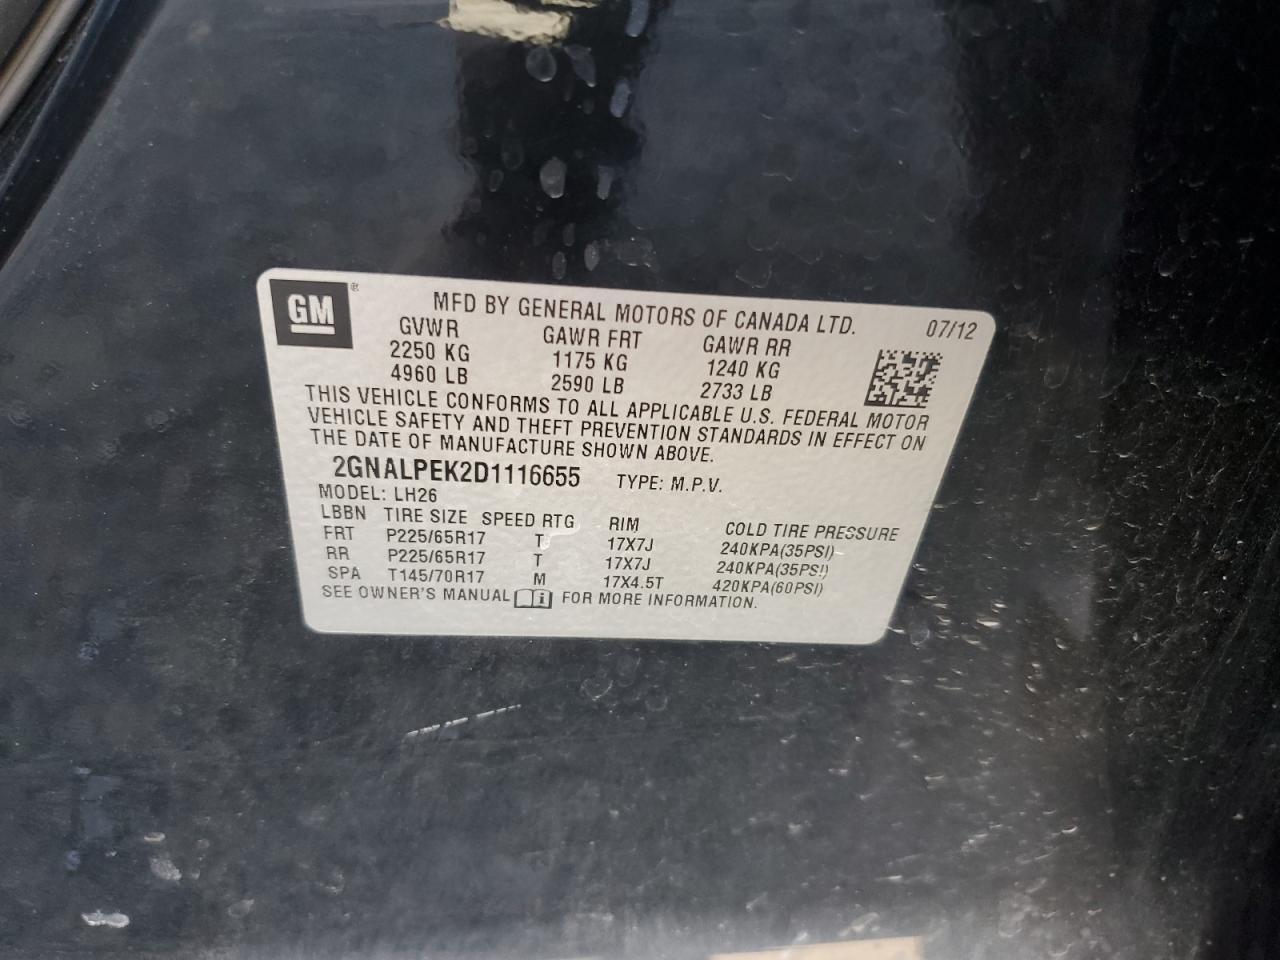 GM ®
MFD BY GENERAL MOTORS OF CANADA LTD. 07/12
GVWR GAWR FRT GAWR RR
2250 KG 1175 KG 1240 KG
4960 LB 2590 LB 2733 LB
THIS VEHICLE CONFORMS TO ALL APPLICABLE U.S. FEDERAL MOTOR
VEHICLE SAFETY AND THEFT PREVENTION STANDARDS IN EFFECT ON
THE DATE OF MANUFACTURE SHOWN ABOVE.
2GNALPEK2D1116655 TYPE: M.P.V.
MODEL: LH26
LBBN TIRE SIZE SPEED RTG RIM COLD TIRE PRESSURE
FRT P225/65R17 T 17X7J 240KPA(35PSI)
RR P225/65R17 T 17X7J 240KPA(35PSI)
SPA T145/70R17 M 17X4.5T 420KPA(60PSI)
SEE OWNER'S MANUAL i FOR MORE INFORMATION.